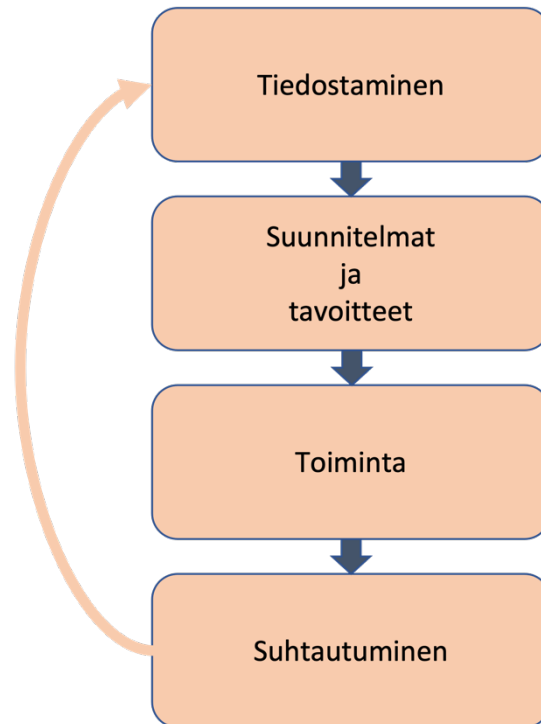 Tiedostaminen
Suunnitelmat
ja
tavoitteet
Toiminta
Suhtautuminen